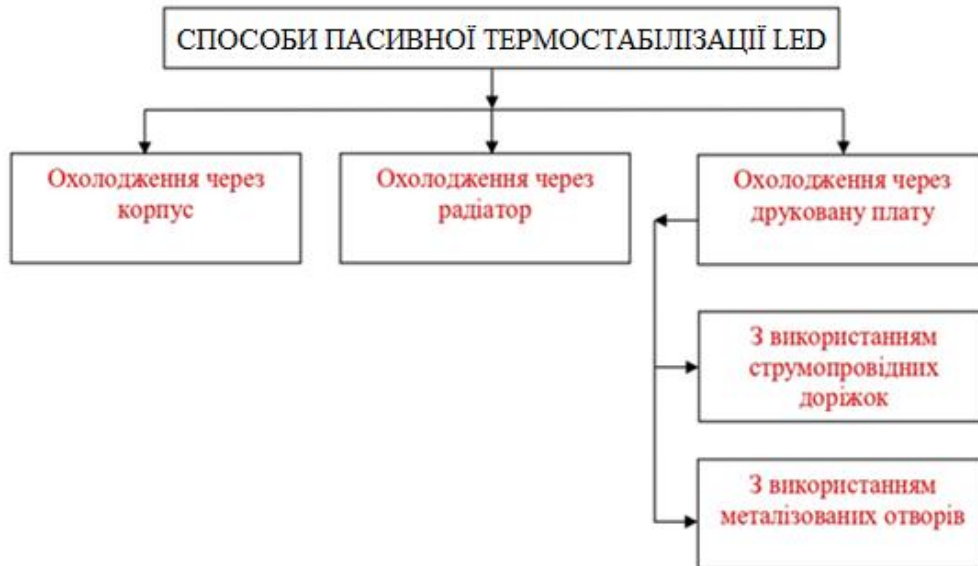 СПОСОБИ ПАСИВНОЇ ТЕРМОСТАБІЛІЗАЦІЇ LED
Охолодження через
корпус
Охолодження через
радіатор
Охолодження через
друковану плату
З використанням
струмопровідних
доріжок
З використанням
металізованих отворів